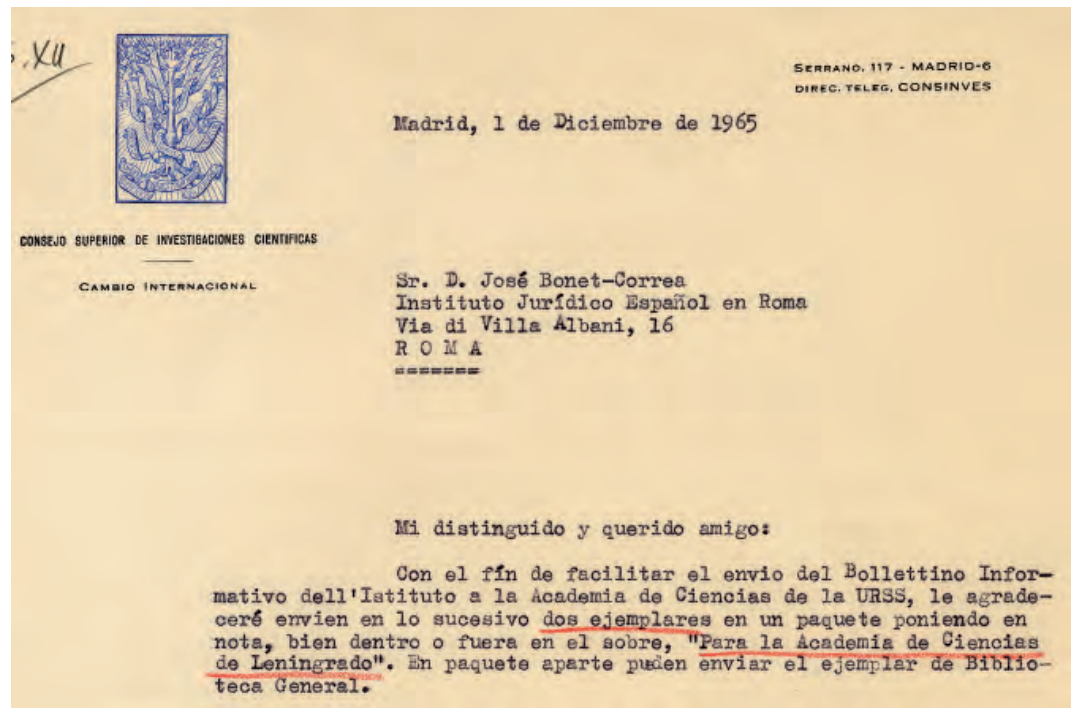 .XII
SERRANO, 117 - MADRID-6
DIREC. TELEG. CONSINVES
Madrid, 1 de Diciembre de 1965
CONSEJO SUPERIOR DE INVESTIGACIONES CIENTIFICAS
CAMBIO INTERNACIONAL
Sr. D. José Bonet-Correa
Instituto Jurídico Español en Roma
Via di Villa Albani, 16
R O M A
=======
Mi distinguido y querido amigo:
Con el fín de facilitar el envio del Bollettino Infor-
mativo dell'Istituto a la Academia de Ciencias de la URSS, le agrade-
ceré envien en lo sucesivo dos ejemplares en un paquete poniendo en
nota, bien dentro o fuera en el sobre, "Para la Academia de Ciencias
de Leningrado". En paquete aparte pueden enviar el ejemplar de Biblio-
teca General.